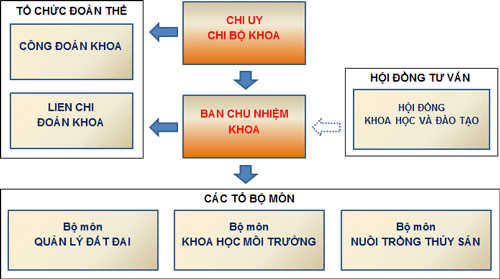 TỔ CHỨC ĐOÀN THỂ
CÔNG ĐOÀN KHOA
LIEN CHI
ĐOÀN KHOA
CHI UY
CHI BỘ KHOA
BAN CHU NHIỆM
KHOA
HỘI ĐỒNG TƯ VẤN
HỘI ĐỒNG
KHOA HỌC VÀ ĐÀO TẠO
CÁC TỔ BỘ MÔN
Bộ môn
QUẢN LÝ ĐẤT ĐAI
Bộ môn
KHOA HỌC MÔI TRƯỜNG
Bộ môn
NUÔI TRỒNG THỦY SẢN